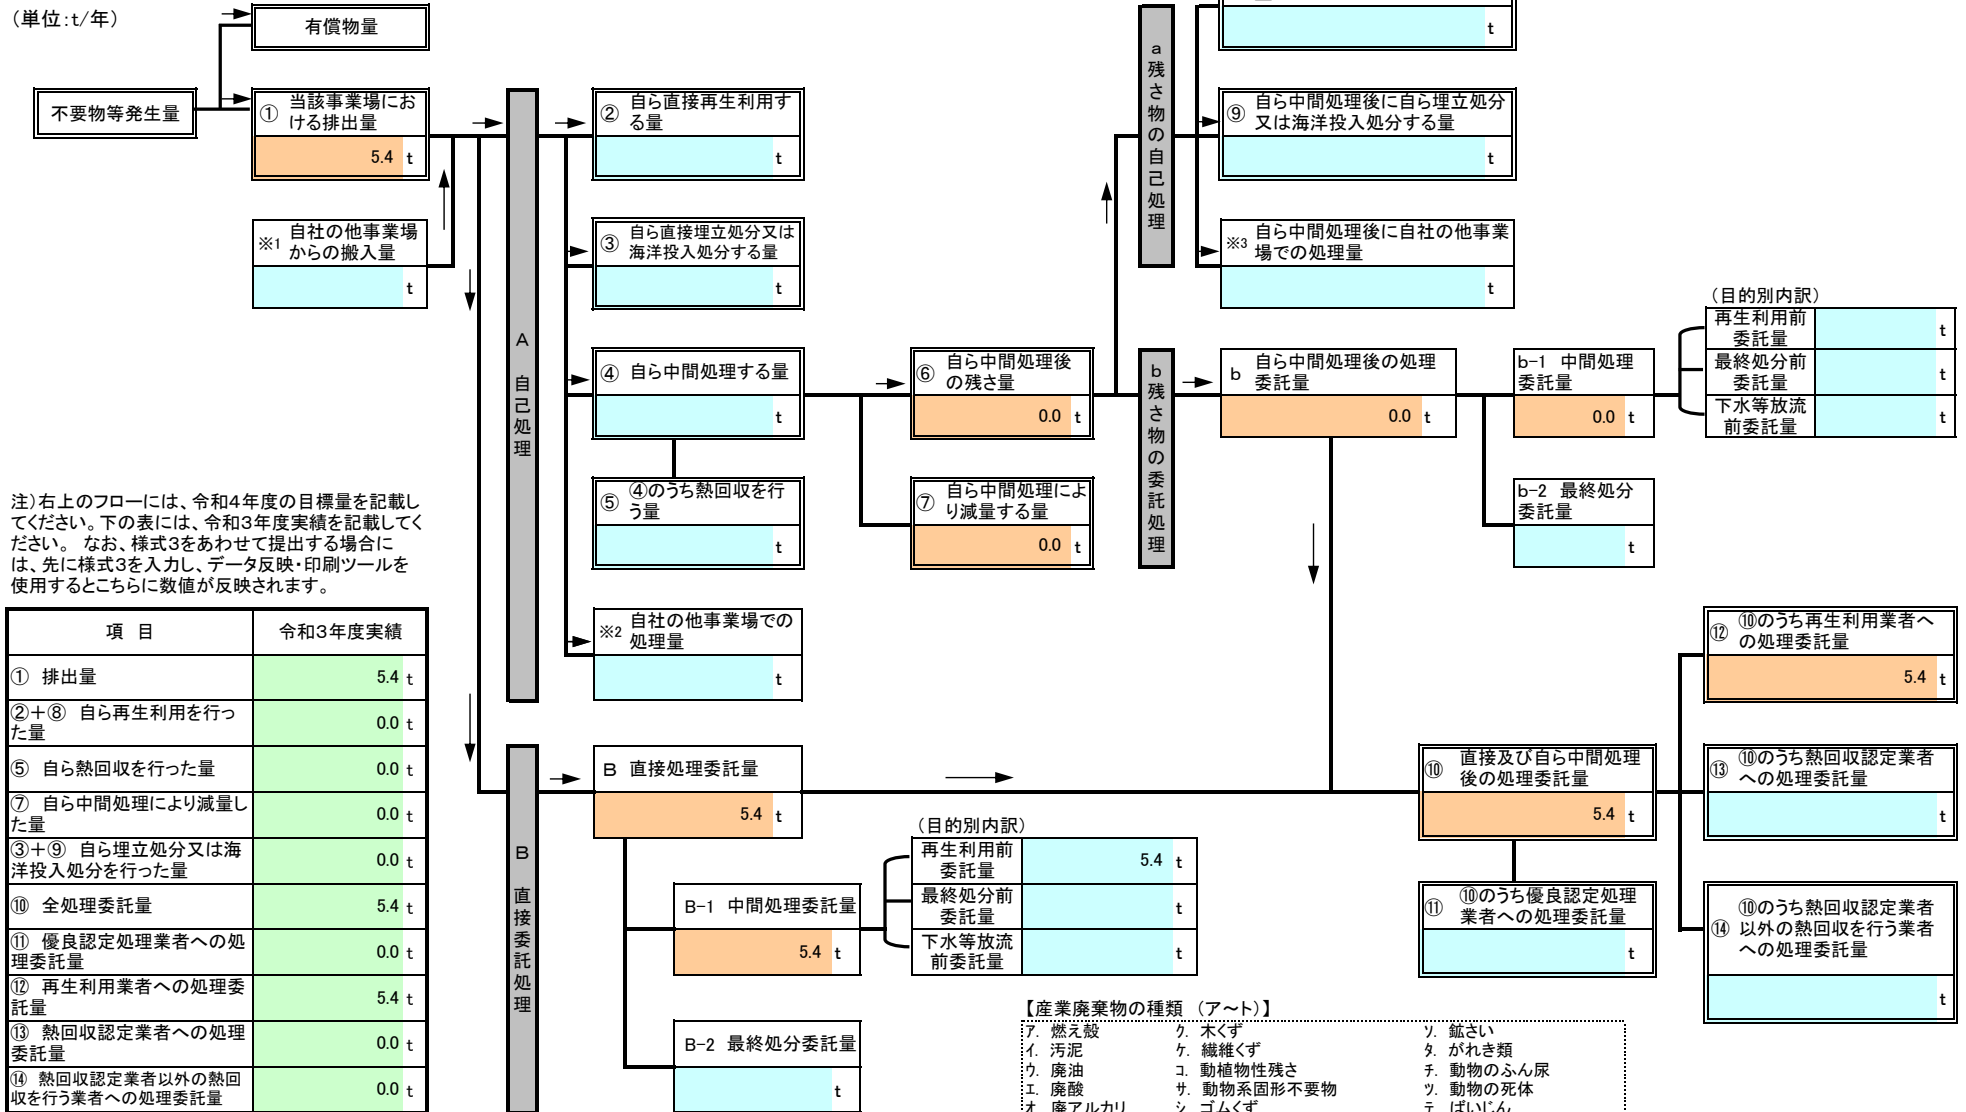 （単位:t/年）
有償物量
不要物等発生量
① 当該事業場にお
ける排出量
5.4 t
※1 自社の他事業場
からの搬入量
t
A
自己処理
② 自ら直接再生利用す
る量
t
③ 自ら直接埋立処分又は
海洋投入処分する量
t
④ 自ら中間処理する量
t
⑤ ④のうち熱回収を行
う量
t
※2 自社の他事業場での
処理量
t
⑥ 自ら中間処理後
の残さ量
0.0 t
⑦ 自ら中間処理によ
り減量する量
0.0 t
a
残さ物の自己処理
t
⑨ 自ら中間処理後に自ら埋立処分
又は海洋投入処分する量
t
※3 自ら中間処理後に自社の他事業
場での処理量
t
b
残さ物の委託処理
b 自ら中間処理後の処理
委託量
0.0 t
b-1 中間処理
委託量
0.0 t
b-2 最終処分
委託量
t
（目的別内訳）
再生利用前
委託量
t
最終処分前
委託量
t
下水等放流
前委託量
t
注）右上のフローには、令和4年度の目標量を記載し
てください。下の表には、令和3年度実績を記載してく
ださい。 なお、様式3をあわせて提出する場合に
は、先に様式3を入力し、データ反映・印刷ツールを
使用するとこちらに数値が反映されます。
項 目 令和3年度実績
① 排出量 5.4 t
②+⑧ 自ら再生利用を行っ
た量 0.0 t
⑤ 自ら熱回収を行った量 0.0 t
⑦ 自ら中間処理により減量し
た量 0.0 t
③+⑨ 自ら埋立処分又は海
洋投入処分を行った量 0.0 t
⑩ 全処理委託量 5.4 t
⑪ 優良認定処理業者への処
理委託量 0.0 t
⑫ 再生利用業者への処理委
託量 5.4 t
⑬ 熱回収認定業者への処理
委託量 0.0 t
⑭ 熱回収認定業者以外の熱回
収を行う業者への処理委託量 0.0 t
B
直接委託処理
B 直接処理委託量
5.4 t
B-1 中間処理委託量
5.4 t
B-2 最終処分委託量
t
（目的別内訳）
再生利用前
委託量
5.4 t
最終処分前
委託量
t
下水等放流
前委託量
t
⑩ 直接及び自ら中間処理
後の処理委託量
5.4 t
⑪ ⑩のうち優良認定処理
業者への処理委託量
t
⑫ ⑩のうち再生利用業者へ
の処理委託量
5.4 t
⑬ ⑩のうち熱回収認定業者
への処理委託量
t
⑭ ⑩のうち熱回収認定業者
以外の熱回収を行う業者
への処理委託量
t
【産業廃棄物の種類 （ア～ト）】
ア. 燃え殻 ク. 木くず ソ. 鉱さい
イ. 汚泥 ケ. 繊維くず タ. がれき類
ウ. 廃油 コ. 動植物性残さ チ. 動物のふん尿
エ. 廃酸 サ. 動物系固形不要物 ツ. 動物の死体
オ. 廃アルカリ シ. ゴムくず テ. ばいじん